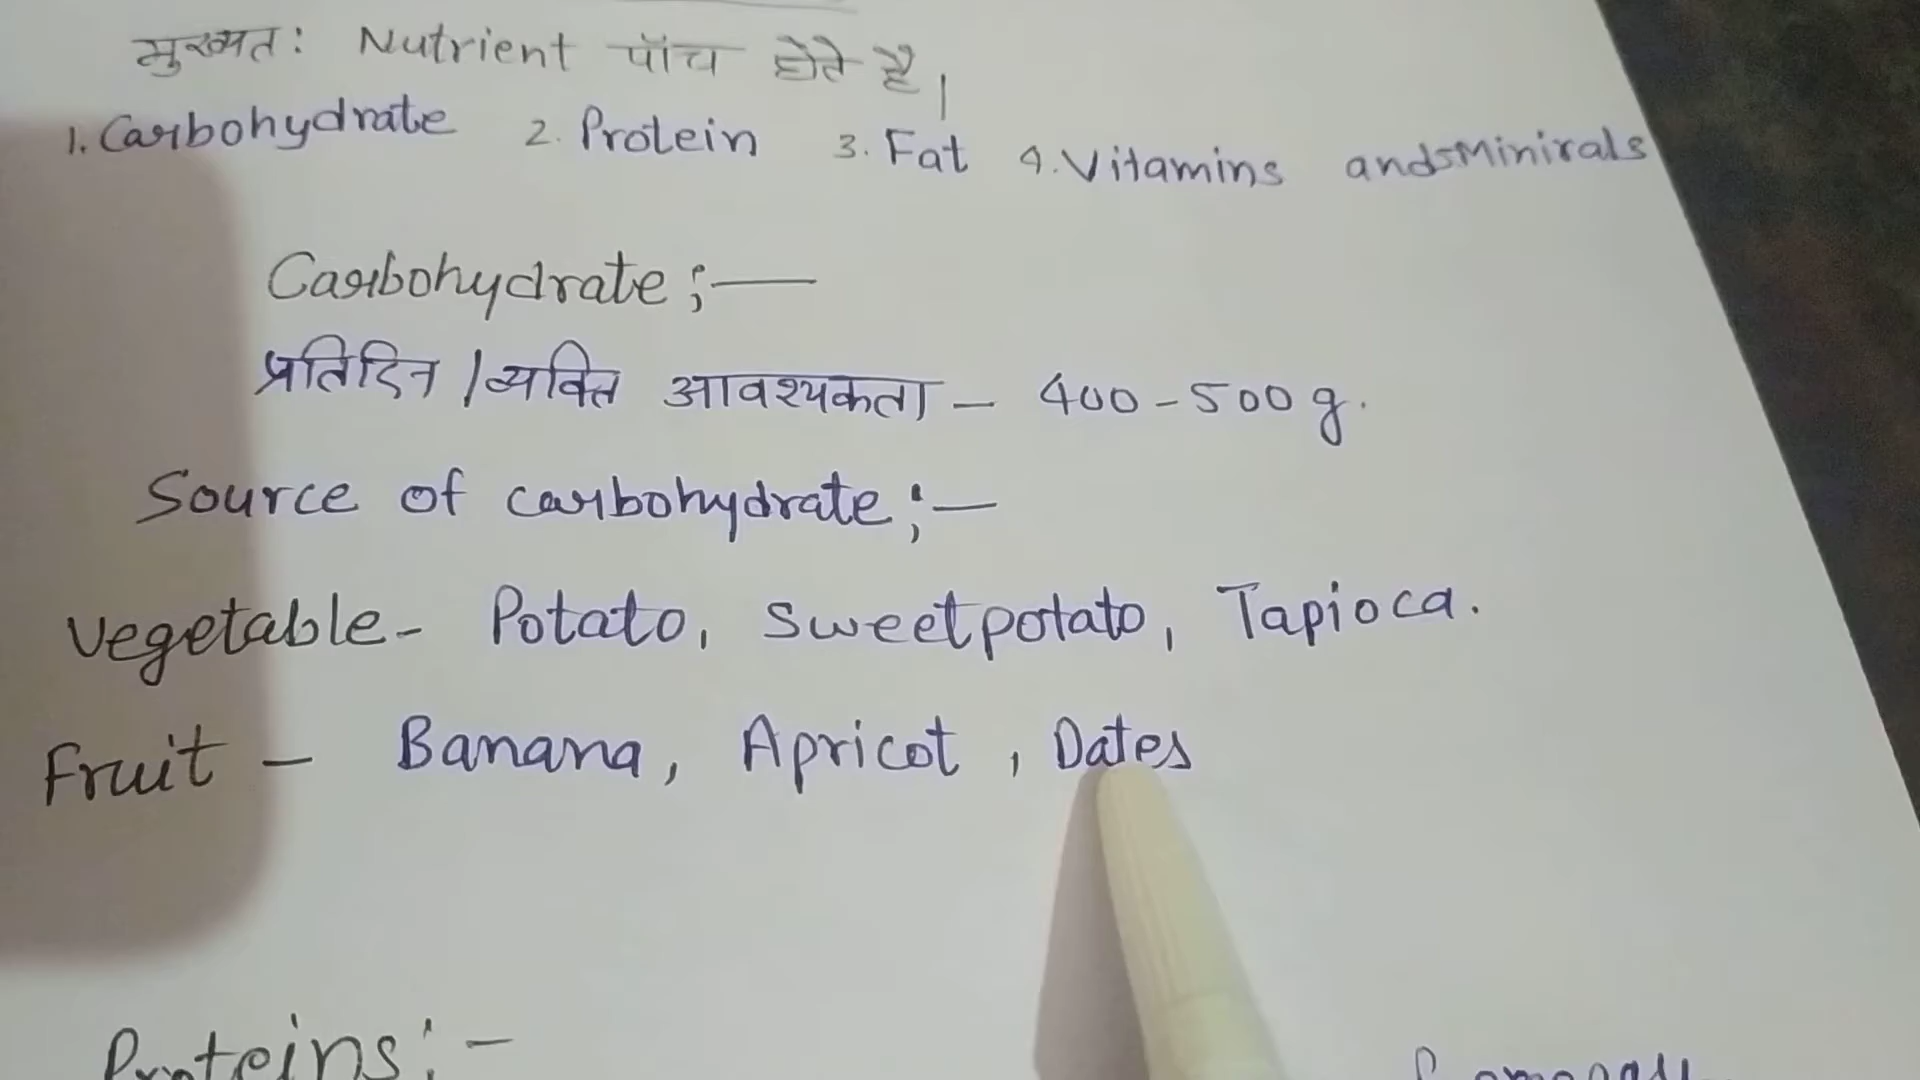 मुख्यत: Nutrient पाँच होते है।
1. Carbohydrate 2. Protein 3. Fat 4. Vitamins and 5 Minirals
Carbohydrate ;—
प्रतिदिन / व्यक्ति आवश्यकता — 400 - 500 g.
Source of carbohydrate ;—
Vegetable - Potato, Sweetpotato, Tapioca.
Fruit — Banana, Apricot , Dates
Proteins :-